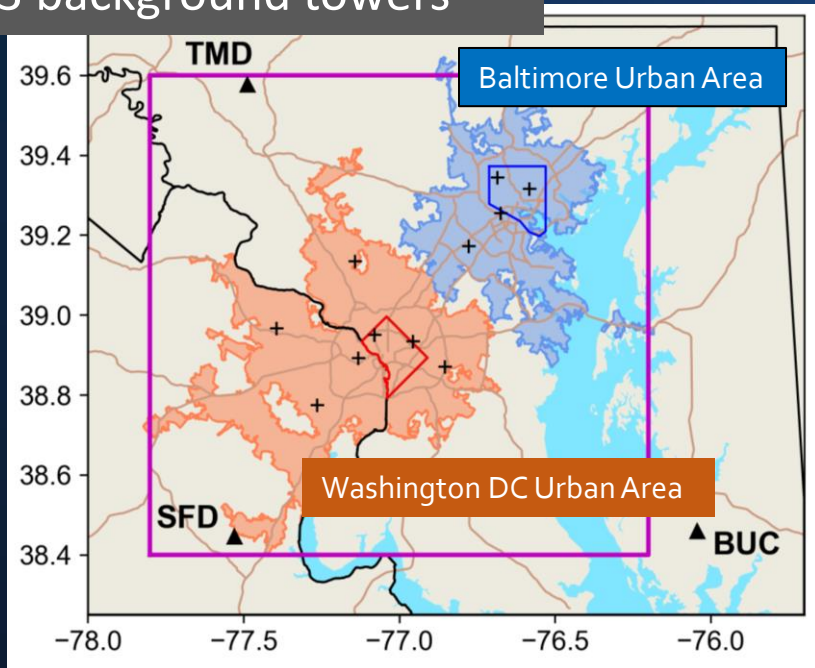 3 background towers
TMD
Baltimore Urban Area
39.6
39.4
39.2
39.0
38.8
38.6
Washington DC Urban Area
SFD
BUC
38.4
−78.0 −77.5 −77.0 −76.5 −76.0